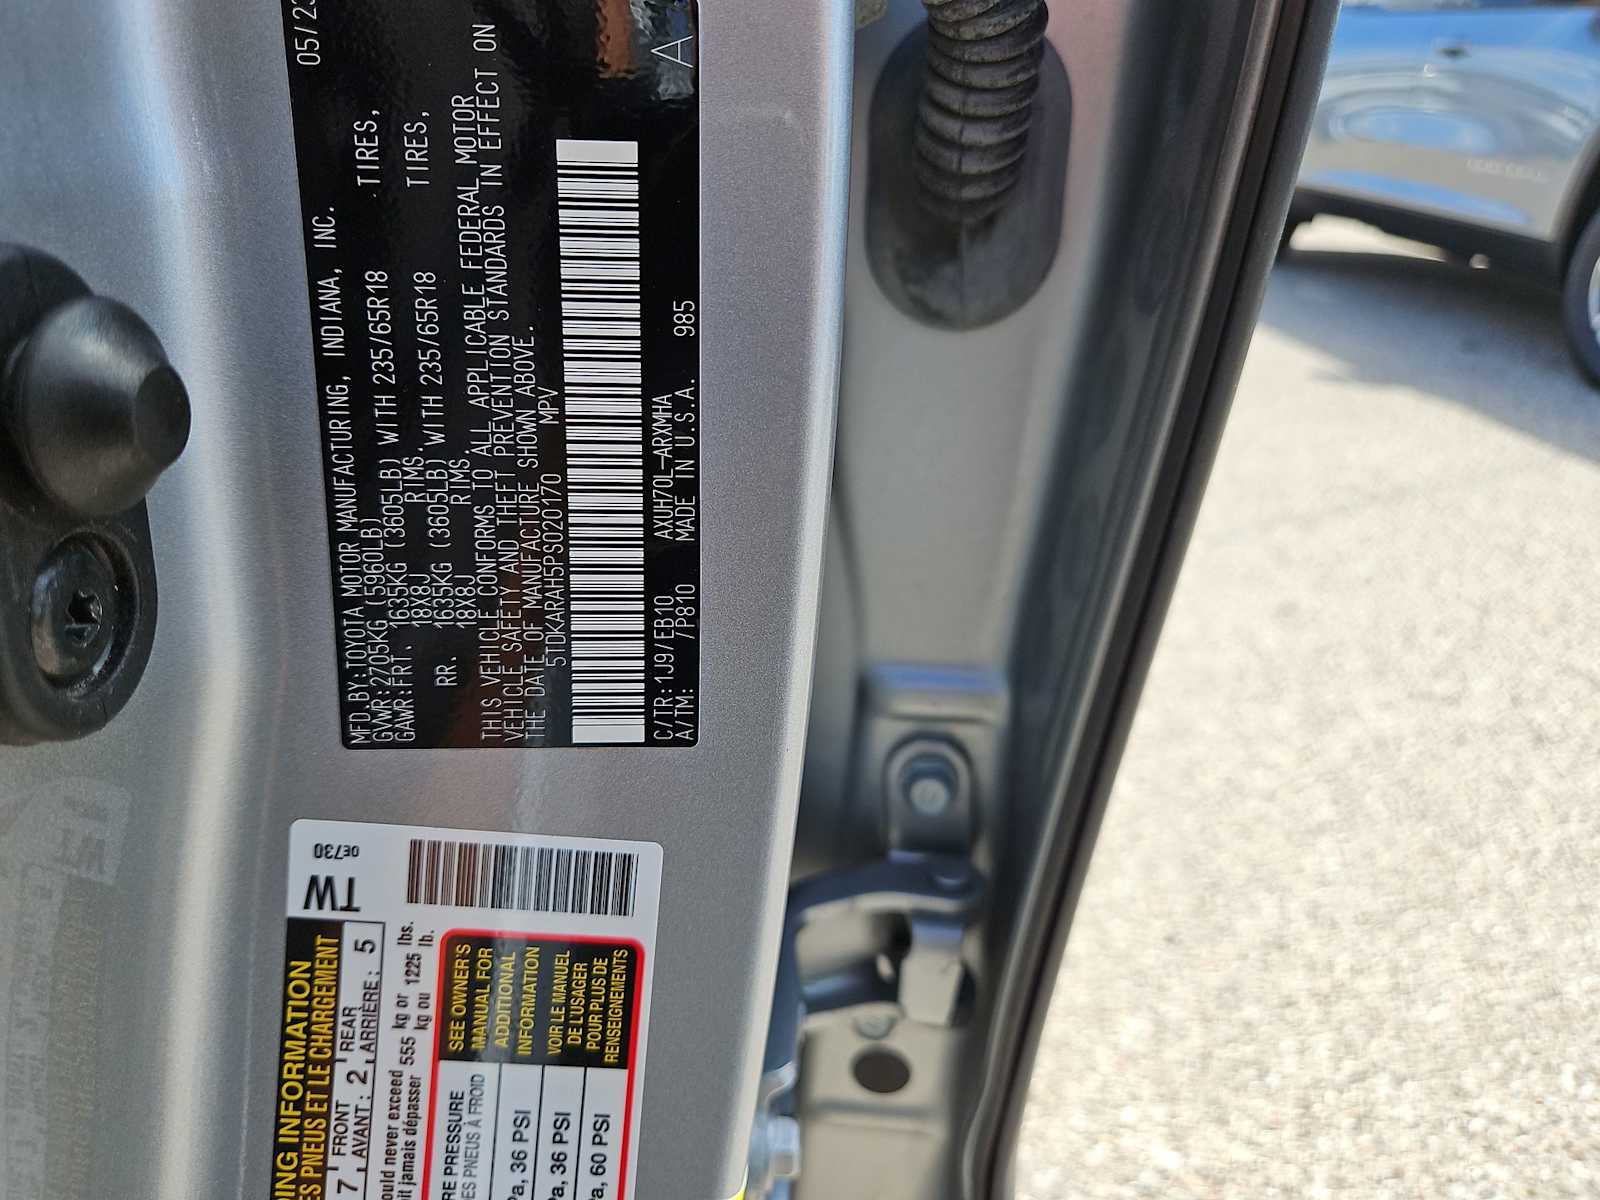 MFD.BY:TOYOTA MOTOR MANUFACTURING, INDIANA, INC. 05/23
GVWR:2705KG(5960LB)
GAWR:FRT. 1635KG (3605LB) WITH 235/65R18 TIRES,
18X8J RIMS.
RR. 1635KG (3605LB) WITH 235/65R18 TIRES,
18X8J RIMS.
THIS VEHICLE CONFORMS TO ALL APPLICABLE FEDERAL MOTOR
VEHICLE SAFETY AND THEFT PREVENTION STANDARDS IN EFFECT ON
THE DATE OF MANUFACTURE SHOWN ABOVE.
5TDKARAH5PS020170 MPV
C/TR:1J9/EB10 AXUH70L-ARXMHA
A/TM: /P810 MADE IN U.S.A. 985 A
TW
0E730
ING INFORMATION
ES PNEUS ET LE CHARGEMENT
7 FRONT 2 REAR 5
AVANT: ARRIÈRE:
ould never exceed 555 kg or 1225 lbs.
it jamais dépasser kg ou lb.
RE PRESSURE
ES PNEUS À FROID
Pa, 36 PSI
Pa, 36 PSI
a, 60 PSI
SEE OWNER'S
MANUAL FOR
ADDITIONAL
INFORMATION
VOIR LE MANUEL
DE L'USAGER
POUR PLUS DE
RENSEIGNEMENTS